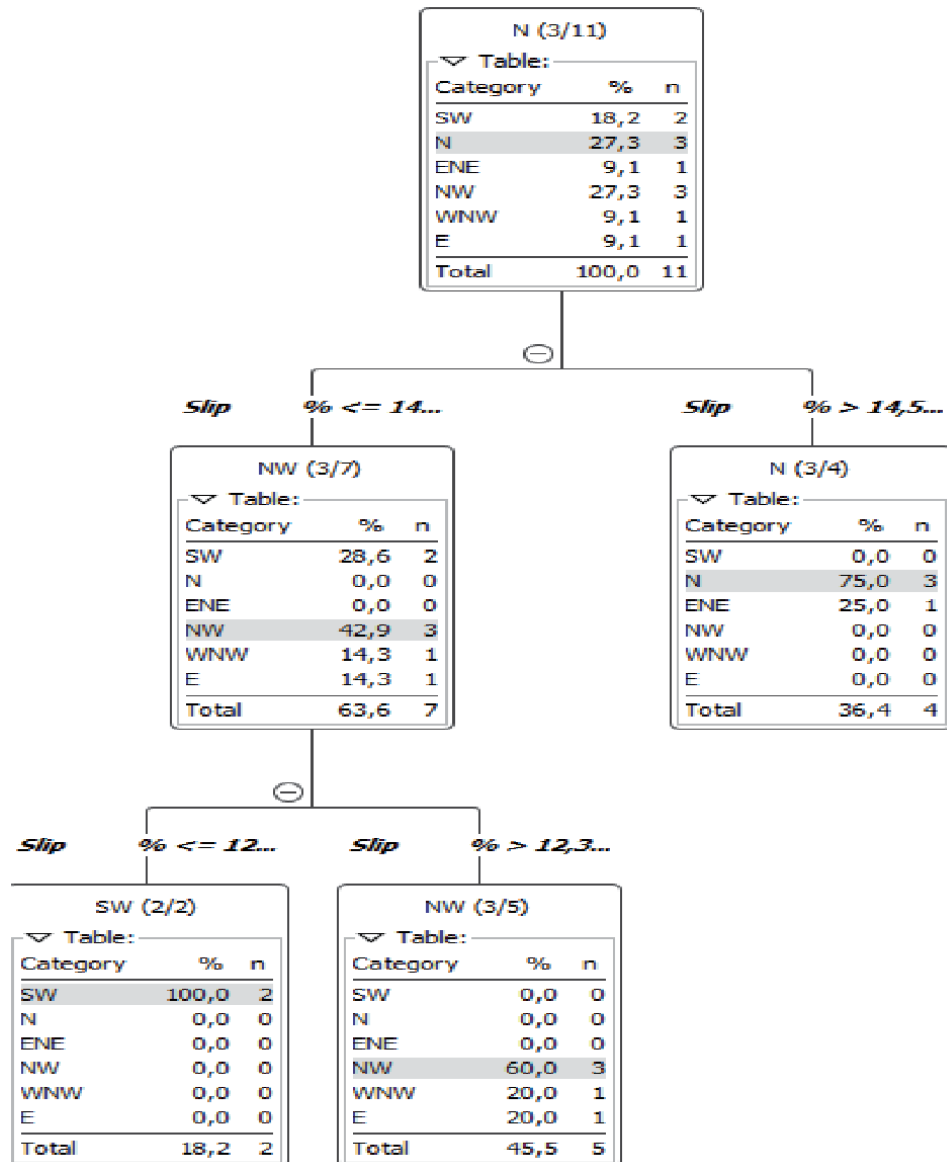 N (3/11)
Table:
Category % n
SW 18,2 2
N 27,3 3
ENE 9,1 1
NW 27,3 3
WNW 9,1 1
E 9,1 1
Total 100,0 11
Slip % <= 14...
Slip % > 14,5...
NW (3/7)
Table:
Category % n
SW 28,6 2
N 0,0 0
ENE 0,0 0
NW 42,9 3
WNW 14,3 1
E 14,3 1
Total 63,6 7
N (3/4)
Table:
Category % n
SW 0,0 0
N 75,0 3
ENE 25,0 1
NW 0,0 0
WNW 0,0 0
E 0,0 0
Total 36,4 4
Slip % <= 12...
Slip % > 12,3...
SW (2/2)
Table:
Category % n
SW 100,0 2
N 0,0 0
ENE 0,0 0
NW 0,0 0
WNW 0,0 0
E 0,0 0
Total 18,2 2
NW (3/5)
Table:
Category % n
SW 0,0 0
N 0,0 0
ENE 0,0 0
NW 60,0 3
WNW 20,0 1
E 20,0 1
Total 45,5 5